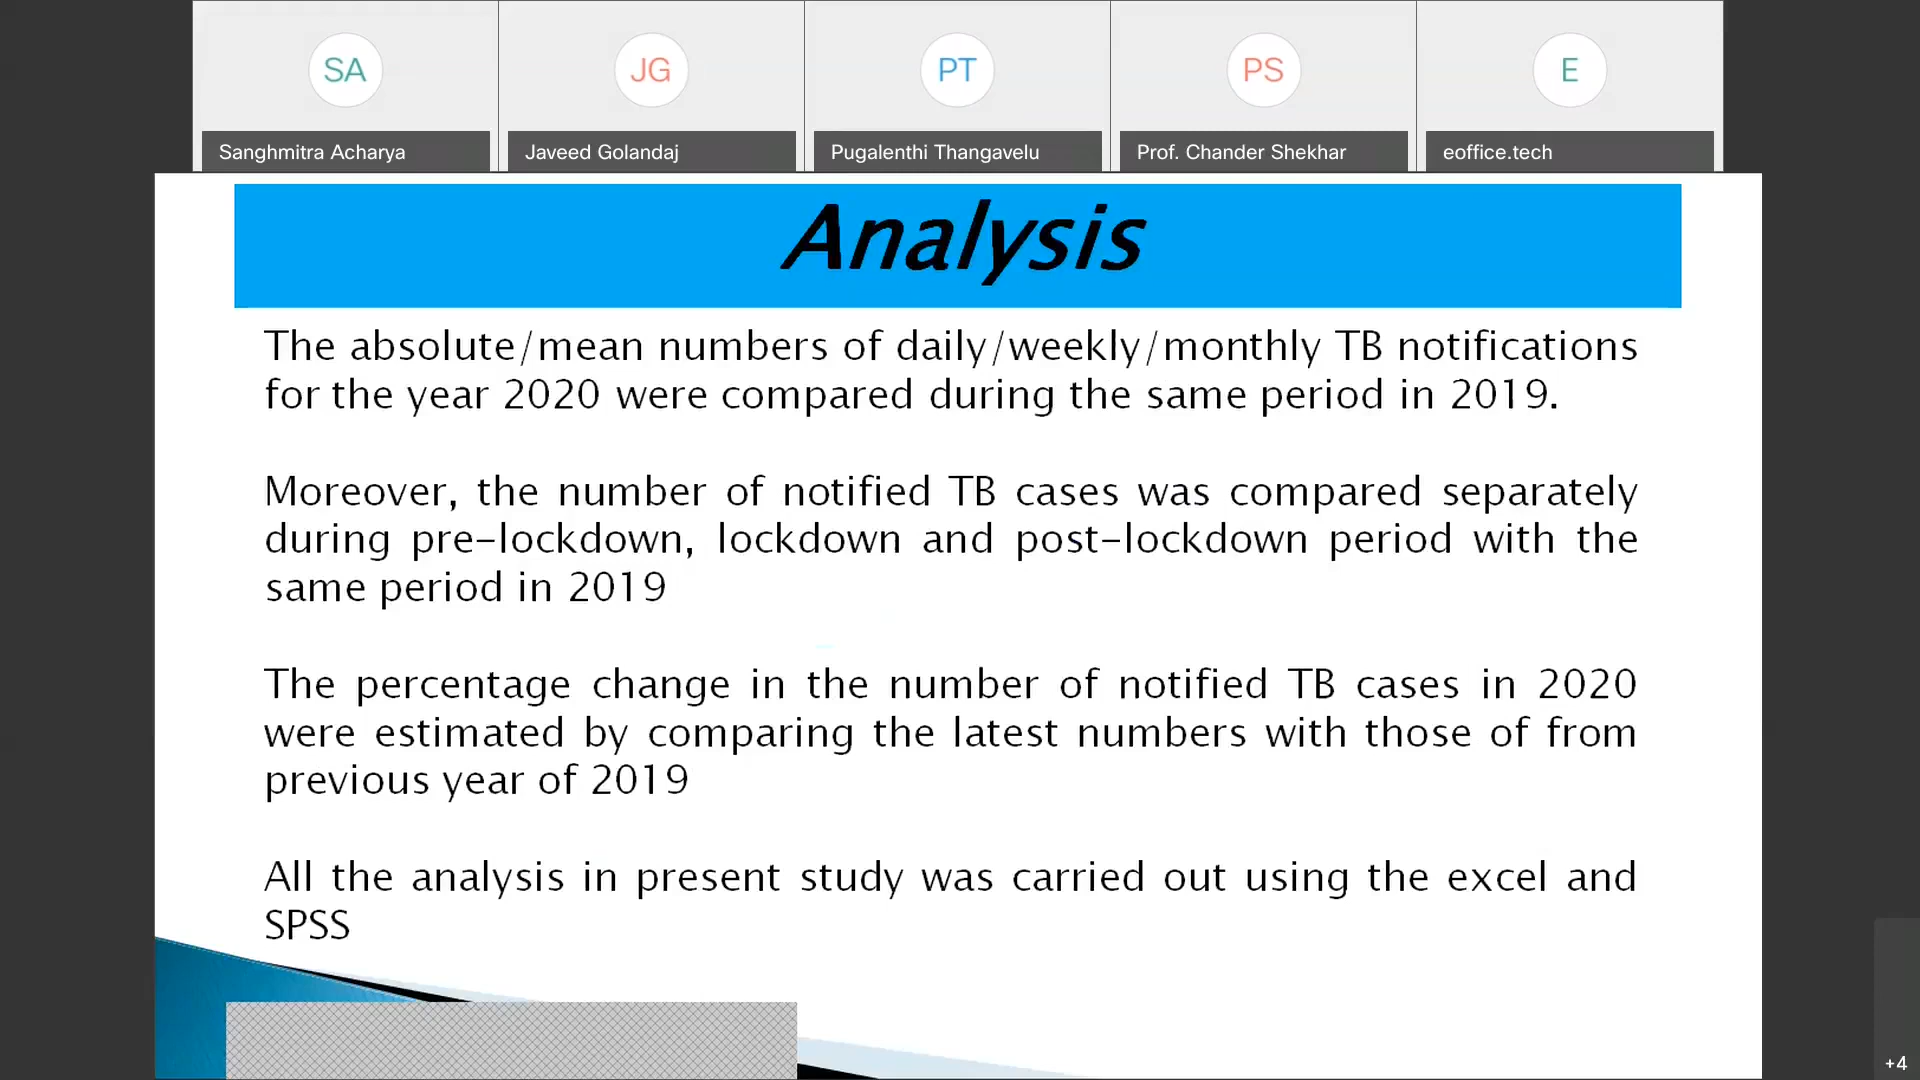 SA
JG
PT
PS
E
Sanghmitra Acharya
Javeed Golandaj
Pugalenthi Thangavelu
Prof. Chander Shekhar
eoffice.tech
Analysis
The absolute/mean numbers of daily/weekly/monthly TB notifications
for the year 2020 were compared during the same period in 2019.
Moreover, the number of notified TB cases was compared separately
during pre-lockdown, lockdown and post-lockdown period with the
same period in 2019
The percentage change in the number of notified TB cases in 2020
were estimated by comparing the latest numbers with those of from
previous year of 2019
All the analysis in present study was carried out using the excel and
SPSS
+4